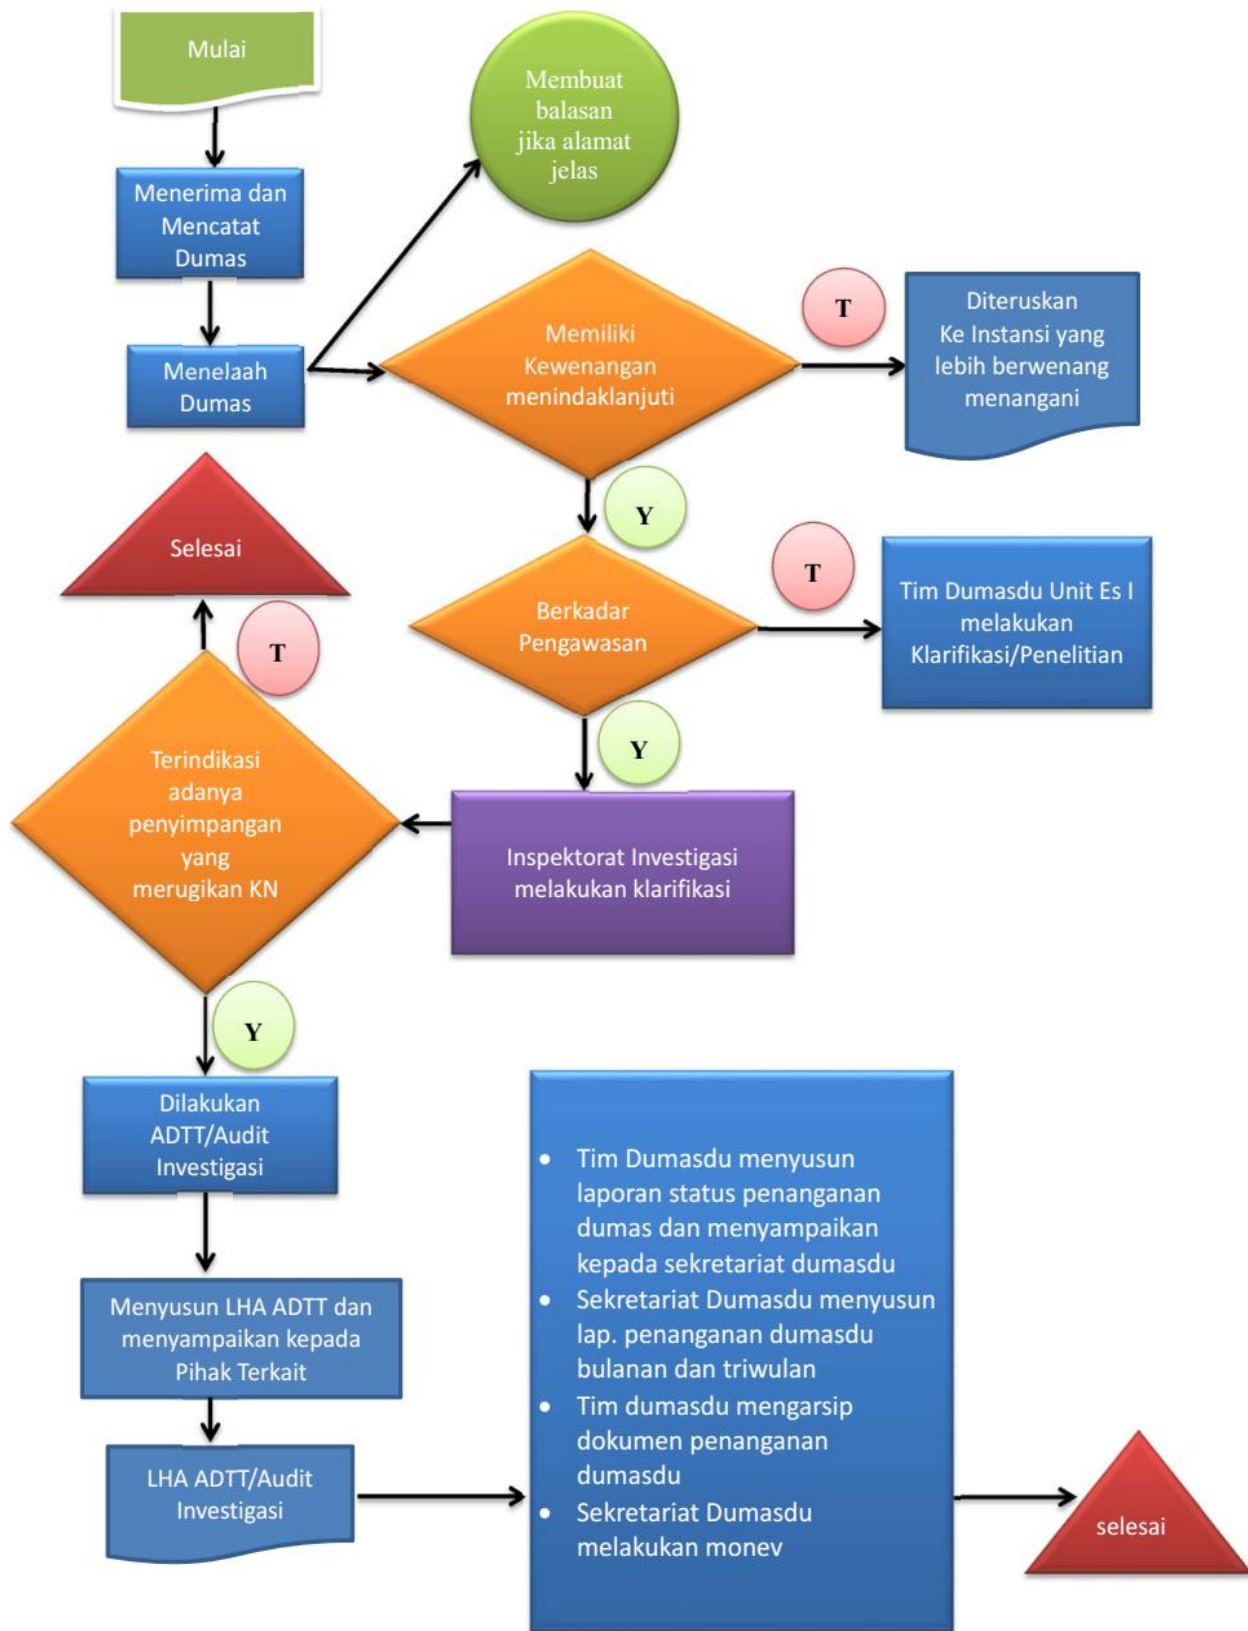 Mulai
Membuat
balasan
jika alamat
jelas
Menerima dan
Mencatat
Dumas
Menelaah
Dumas
Memiliki
Kewenangan
menindaklanjuti
T
Diteruskan
Ke Instansi yang
lebih berwenang
menangani
Y
Selesai
T
Berkadar
Pengawasan
T
Tim Dumasdu Unit Es I
melakukan
Klarifikasi/Penelitian
Y
Terindikasi
adanya
penyimpangan
yang
merugikan KN
Inspektorat Investigasi
melakukan klarifikasi
Y
Dilakukan
ADTT/Audit
Investigasi
Menyusun LHA ADTT dan
menyampaikan kepada
Pihak Terkait
LHA ADTT/Audit
Investigasi
• Tim Dumasdu menyusun
laporan status penanganan
dumas dan menyampaikan
kepada sekretariat dumasdu
• Sekretariat Dumasdu menyusun
lap. penanganan dumasdu
bulanan dan triwulan
• Tim dumasdu mengarsip
dokumen penanganan
dumasdu
• Sekretariat Dumasdu
melakukan monev
selesai